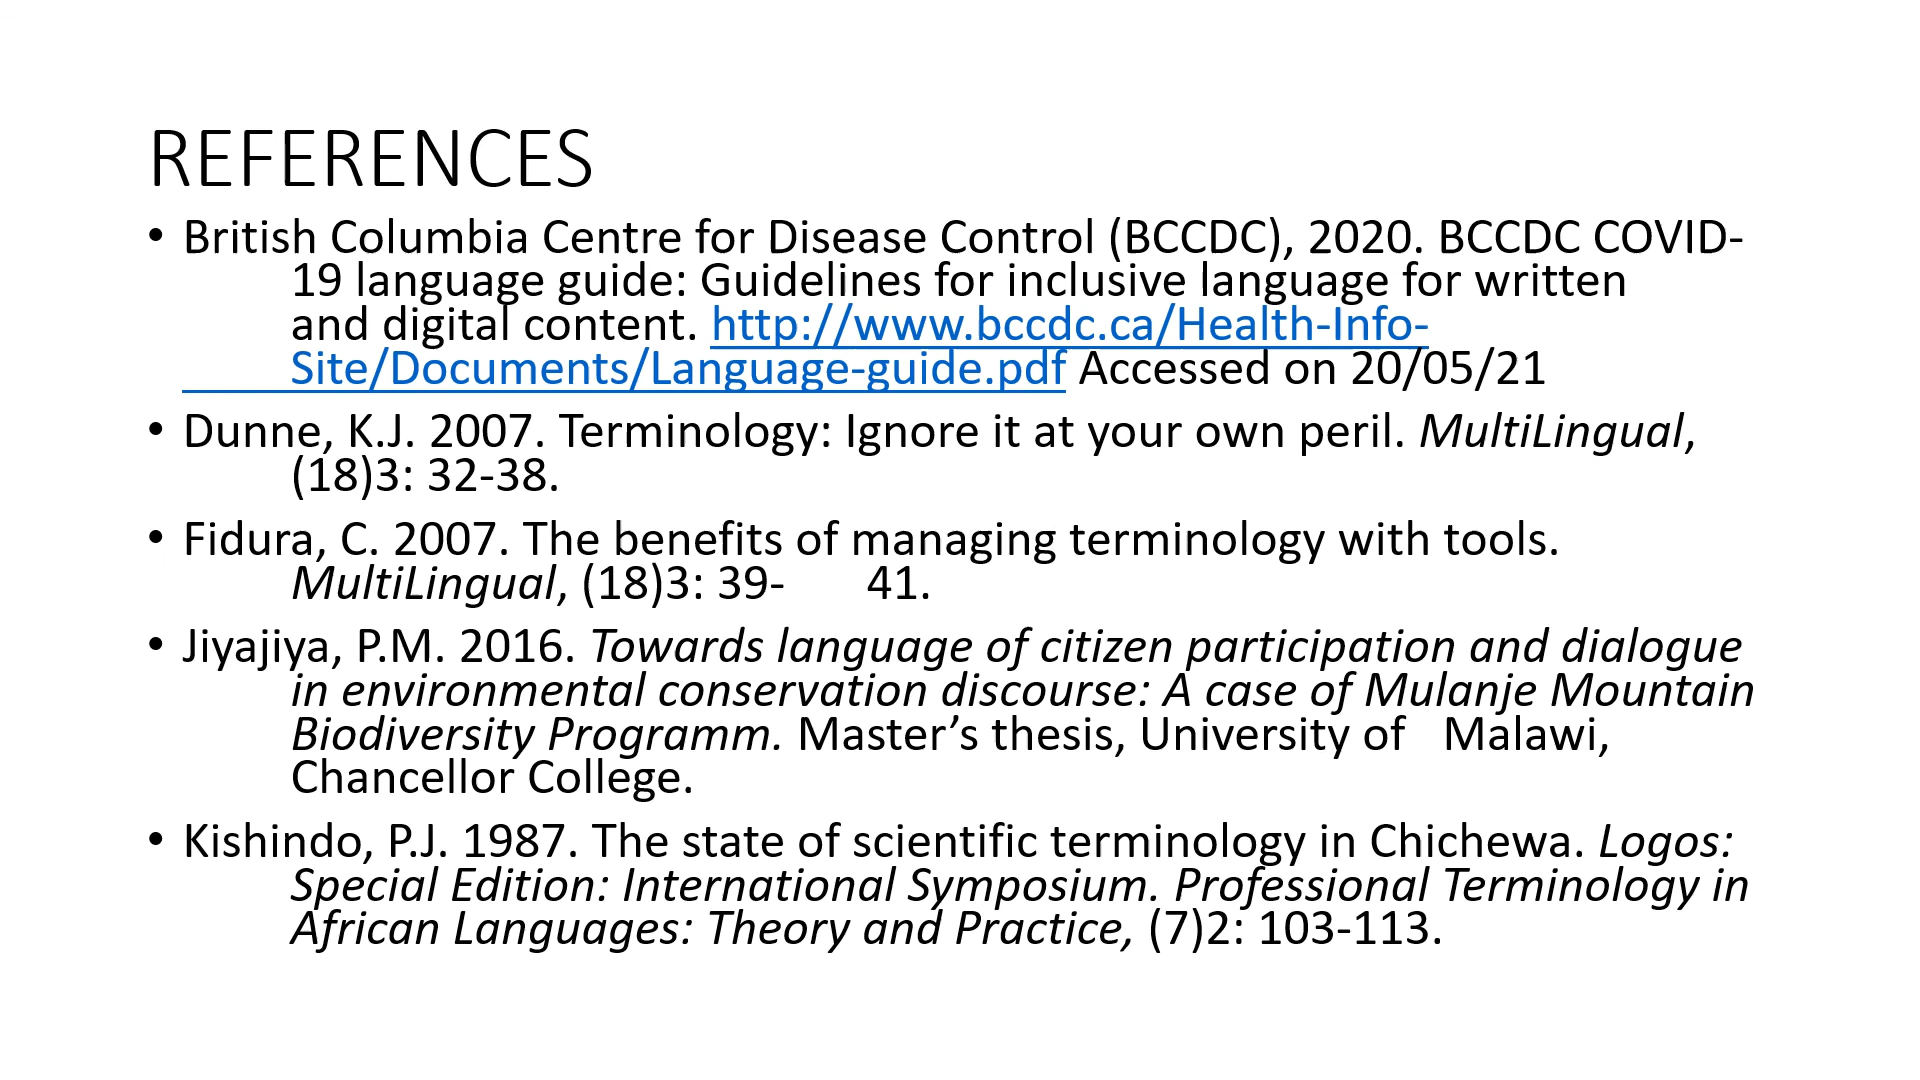 REFERENCES
• British Columbia Centre for Disease Control (BCCDC), 2020. BCCDC COVID-
19 language guide: Guidelines for inclusive language for written
and digital content. http://www.bccdc.ca/Health-Info-
Site/Documents/Language-guide.pdf Accessed on 20/05/21
• Dunne, K.J. 2007. Terminology: Ignore it at your own peril. MultiLingual,
(18)3: 32-38.
• Fidura, C. 2007. The benefits of managing terminology with tools.
MultiLingual, (18)3: 39- 41.
• Jiyajiya, P.M. 2016. Towards language of citizen participation and dialogue
in environmental conservation discourse: A case of Mulanje Mountain
Biodiversity Programm. Master’s thesis, University of Malawi,
Chancellor College.
• Kishindo, P.J. 1987. The state of scientific terminology in Chichewa. Logos:
Special Edition: International Symposium. Professional Terminology in
African Languages: Theory and Practice, (7)2: 103-113.